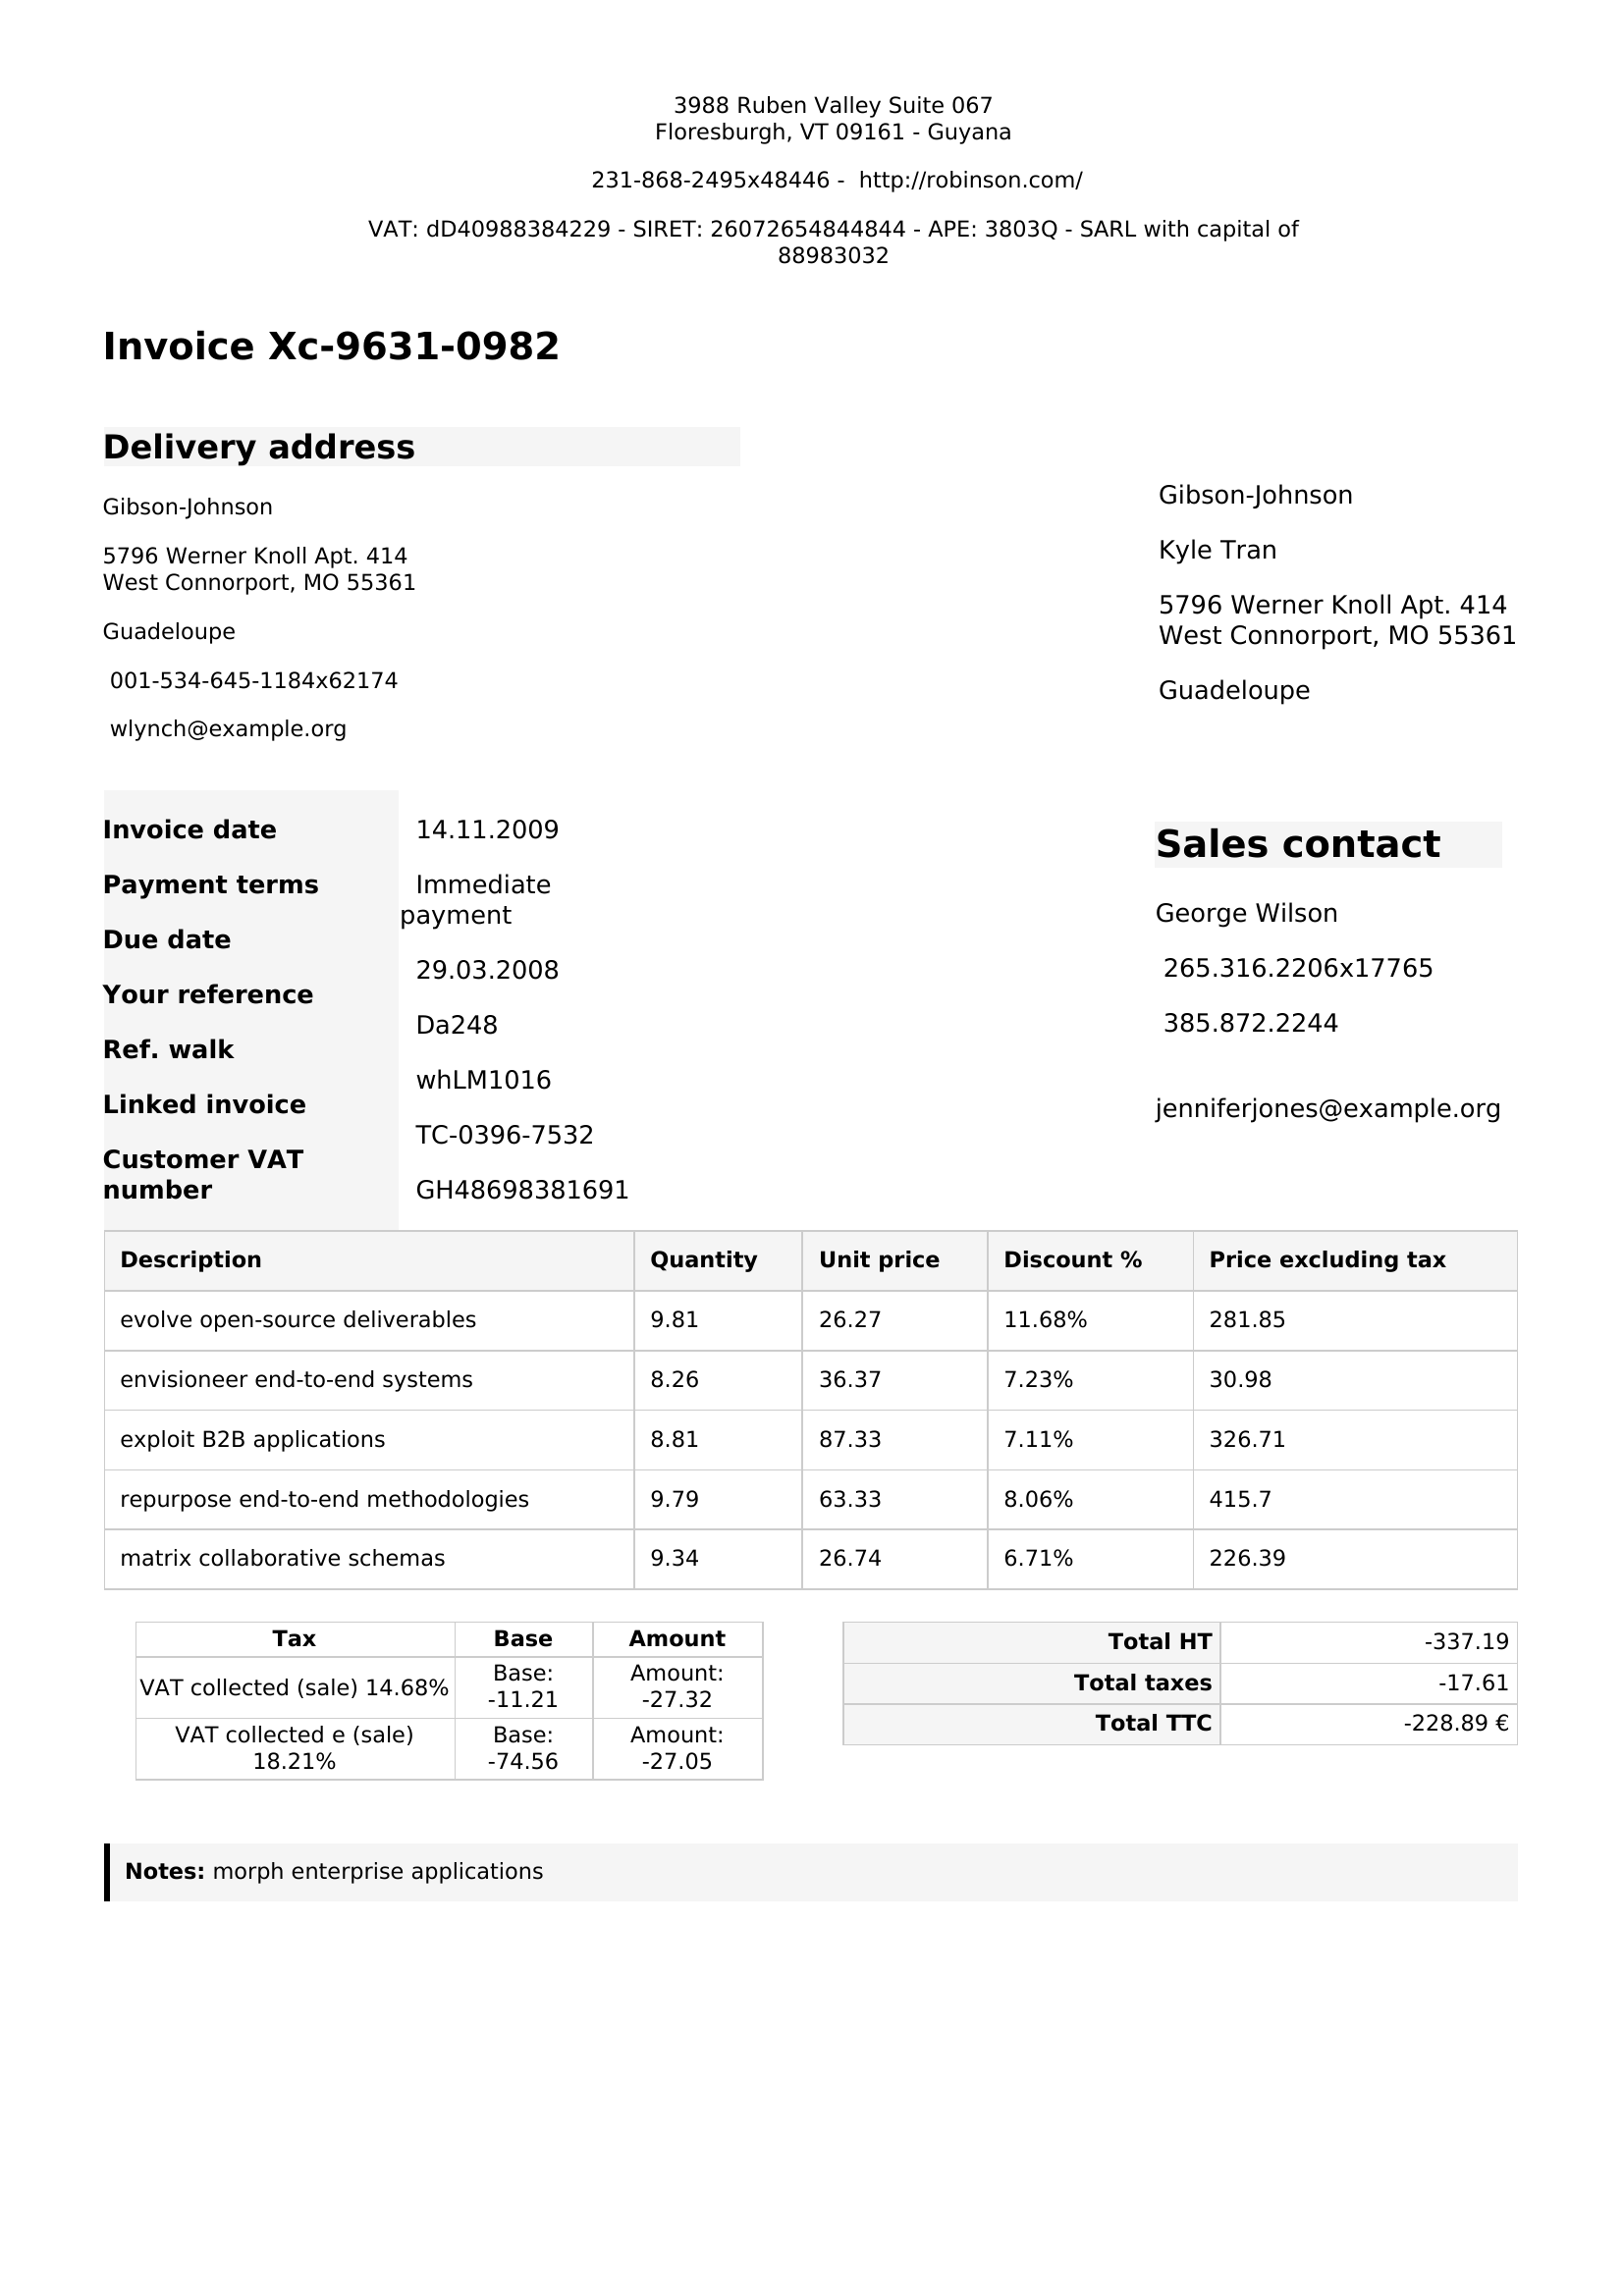 3988 Ruben Valley Suite 067
Floresburgh, VT 09161 - Guyana
231-868-2495x48446 -  http://robinson.com/
VAT: dD40988384229 - SIRET: 26072654844844 - APE: 3803Q - SARL with capital of
88983032
Invoice Xc-9631-0982
Delivery address
Gibson-Johnson
5796 Werner Knoll Apt. 414
West Connorport, MO 55361
Guadeloupe
001-534-645-1184x62174
wlynch@example.org
Gibson-Johnson
Kyle Tran
5796 Werner Knoll Apt. 414
West Connorport, MO 55361
Guadeloupe
Invoice date
Payment terms
Due date
Your reference
Ref. walk
Linked invoice
Customer VAT
number
14.11.2009
Immediate
payment
29.03.2008
Da248
whLM1016
TC-0396-7532
GH48698381691
Sales contact
George Wilson
265.316.2206x17765
385.872.2244
jenniferjones@example.org
Description Quantity Unit price Discount % Price excluding tax
evolve open-source deliverables 9.81 26.27 11.68% 281.85
envisioneer end-to-end systems 8.26 36.37 7.23% 30.98
exploit B2B applications 8.81 87.33 7.11% 326.71
repurpose end-to-end methodologies 9.79 63.33 8.06% 415.7
matrix collaborative schemas 9.34 26.74 6.71% 226.39
Tax Base Amount
VAT collected (sale) 14.68% Base: -11.21 Amount: -27.32
VAT collected e (sale) 18.21% Base: -74.56 Amount: -27.05
Total HT -337.19
Total taxes -17.61
Total TTC -228.89 €
Notes: morph enterprise applications